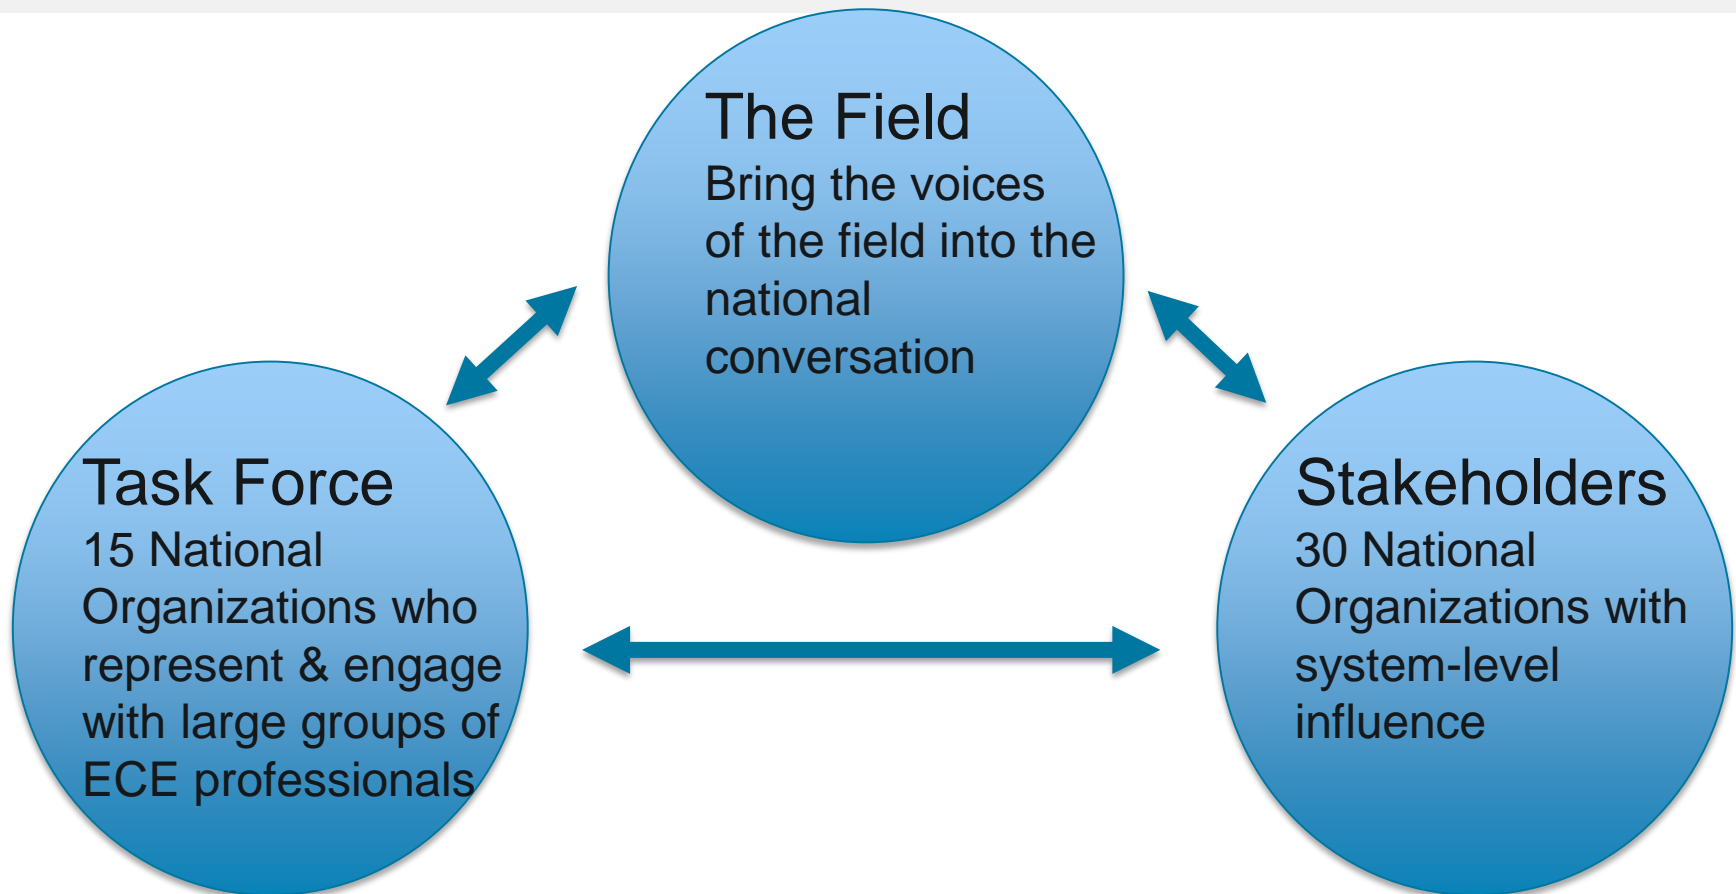 The Field
Bring the voices
of the field into the
national
conversation
Task Force
15 National
Organizations who
represent & engage
with large groups of
ECE professionals
Stakeholders
30 National
Organizations with
system-level
influence